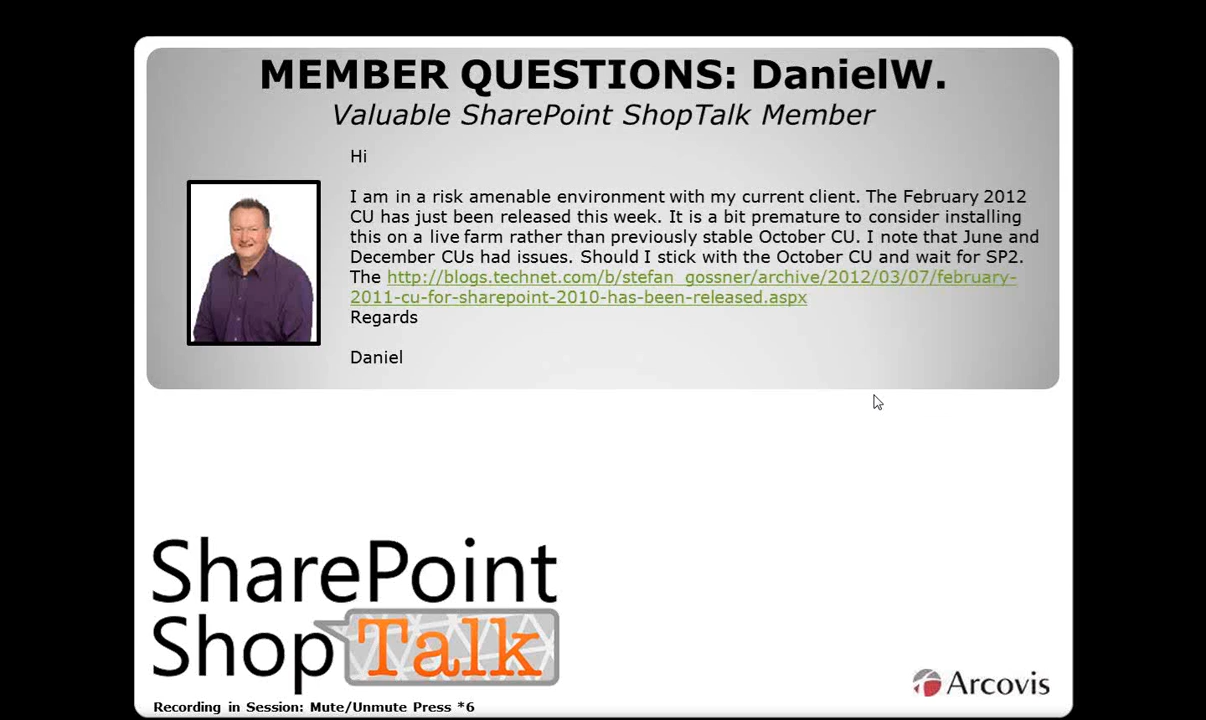 MEMBER QUESTIONS: DanielW.
Valuable SharePoint ShopTalk Member
Hi
I am in a risk amenable environment with my current client. The February 2012
CU has just been released this week. It is a bit premature to consider installing
this on a live farm rather than previously stable October CU. I note that June and
December CUs had issues. Should I stick with the October CU and wait for SP2.
The http://blogs.technet.com/b/stefan_gossner/archive/2012/03/07/february-
2011-cu-for-sharepoint-2010-has-been-released.aspx
Regards
Daniel
SharePoint
Shop Talk
Arcovis
Recording in Session: Mute/Unmute Press *6